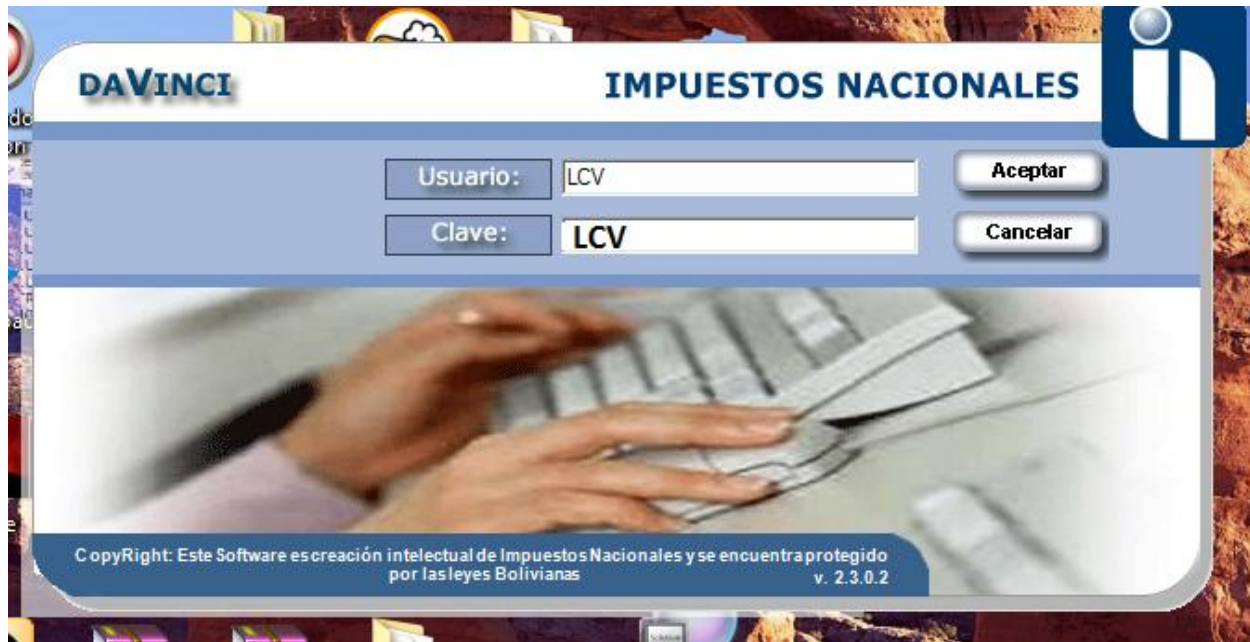 DAVINCI
IMPUESTOS NACIONALES
Usuario:
LCV
Aceptar
Clave:
LCV
Cancelar
CopyRight: Este Software es creación intelectual de Impuestos Nacionales y se encuentra protegido
por las leyes Bolivianas
v. 2.3.0.2